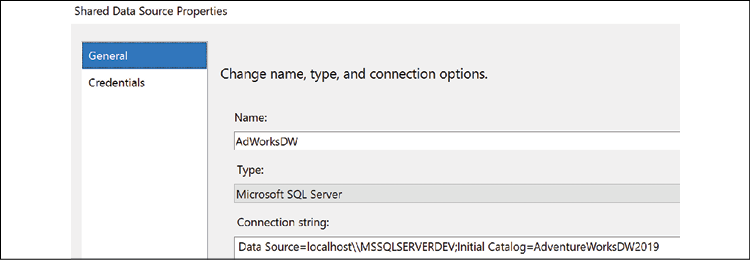 Shared Data Source Properties
General
Credentials
Change name, type, and connection options.
Name:
AdWorksDW
Type:
Microsoft SQL Server
Connection string:
Data Source=localhost\\MSSQLSERVERDEV;Initial Catalog=AdventureWorksDW2019